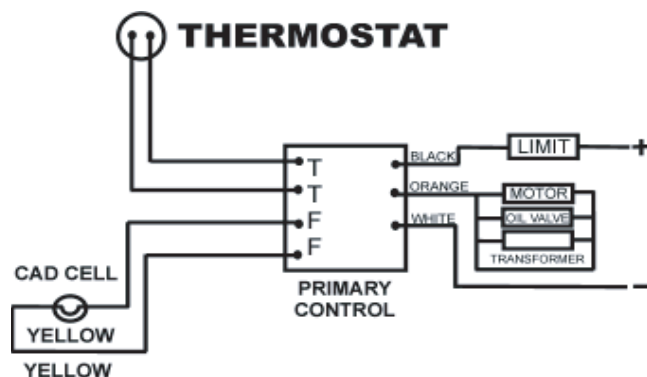 THERMOSTAT
T
T
F
F
BLACK
ORANGE
WHITE
LIMIT
+
MOTOR
OIL VALVE
TRANSFORMER
−
PRIMARY
CONTROL
CAD CELL
YELLOW
YELLOW